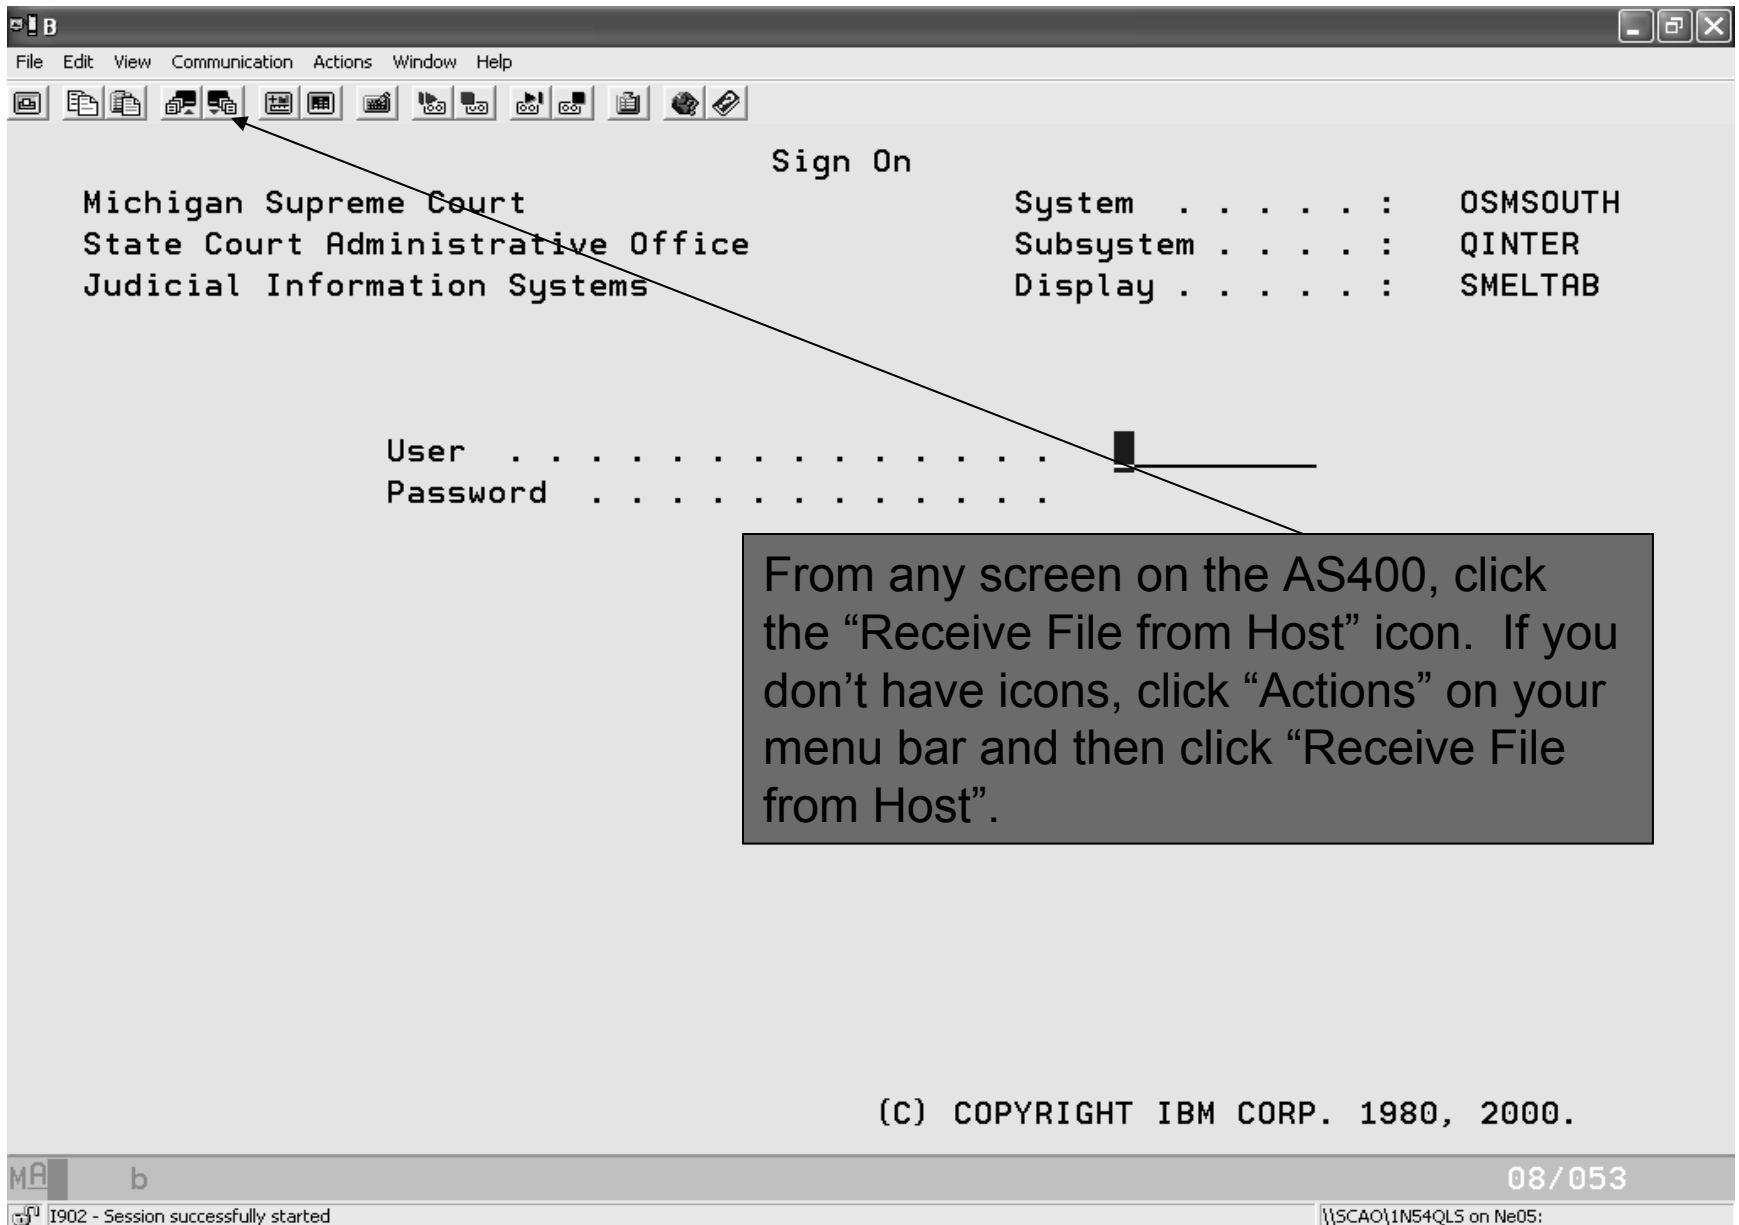 B
File Edit View Communication Actions Window Help
Sign On
Michigan Supreme Court System . . . . . : OSMSOUTH
State Court Administrative Office Subsystem . . . . : QINTER
Judicial Information Systems Display . . . . . : SMELTAB
User . . . . . . . . . . . . . .
Password . . . . . . . . . . . .
From any screen on the AS400, click
the “Receive File from Host” icon. If you
don’t have icons, click “Actions” on your
menu bar and then click “Receive File
from Host”.
(C) COPYRIGHT IBM CORP. 1980, 2000.
MA b 08/053
I902 - Session successfully started \\SCAO\1N54QLS on Ne05: